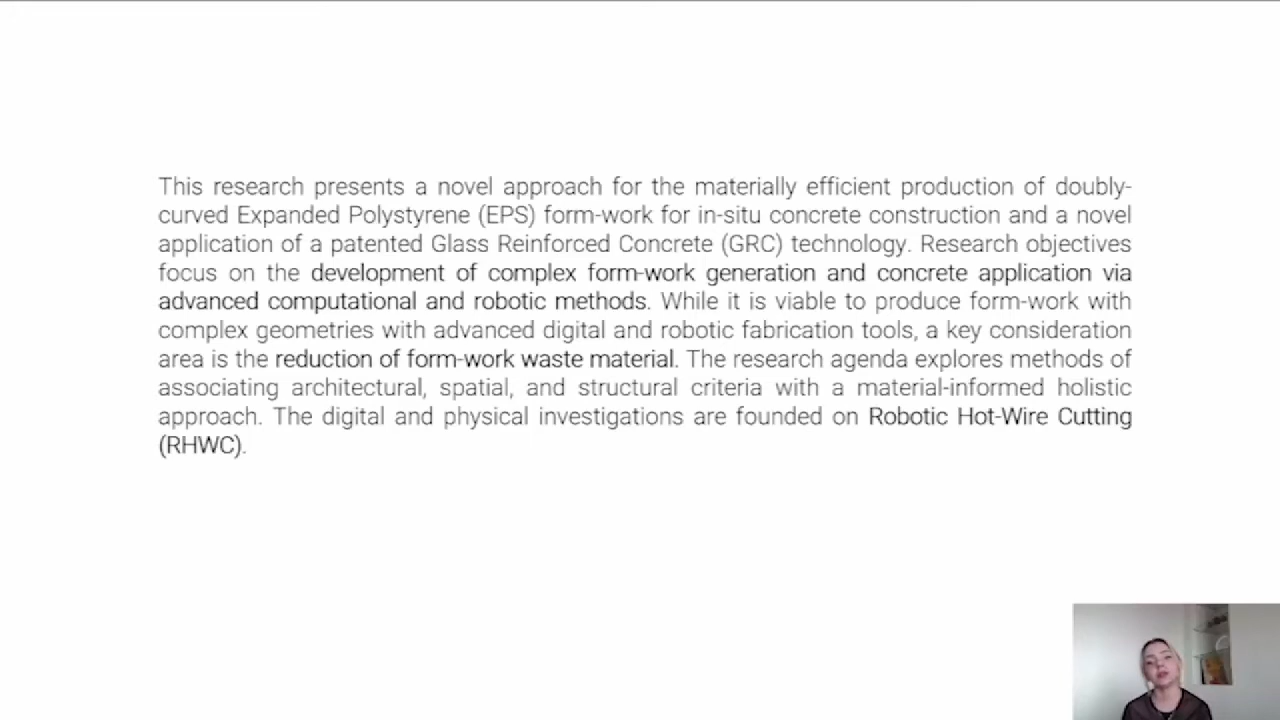 This research presents a novel approach for the materially efficient production of doubly-
curved Expanded Polystyrene (EPS) form-work for in-situ concrete construction and a novel
application of a patented Glass Reinforced Concrete (GRC) technology. Research objectives
focus on the development of complex form-work generation and concrete application via
advanced computational and robotic methods. While it is viable to produce form-work with
complex geometries with advanced digital and robotic fabrication tools, a key consideration
area is the reduction of form-work waste material. The research agenda explores methods of
associating architectural, spatial, and structural criteria with a material-informed holistic
approach. The digital and physical investigations are founded on Robotic Hot-Wire Cutting
(RHWC).